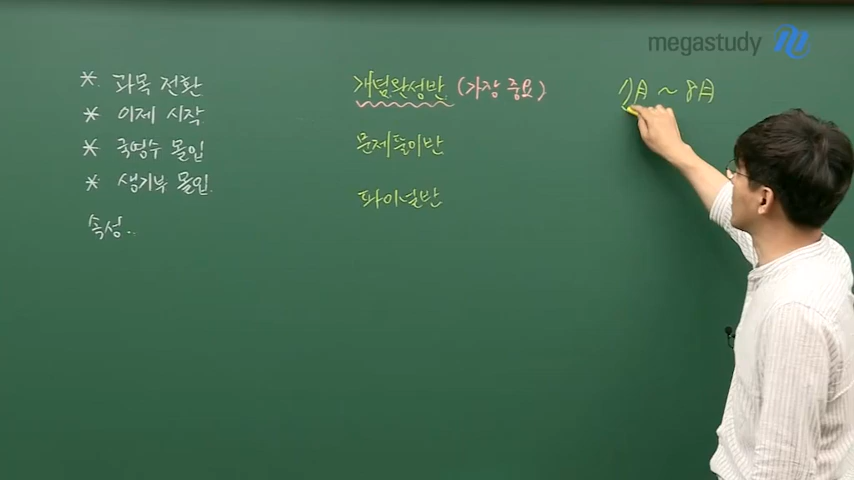 megastudy
* 과목 전환
* 이제 시작
* 국영수 몰입
* 생기부 몰입.
속성..
개념완성반 (가장 중요)
문제풀이반
파이널반
7月 ~ 8月